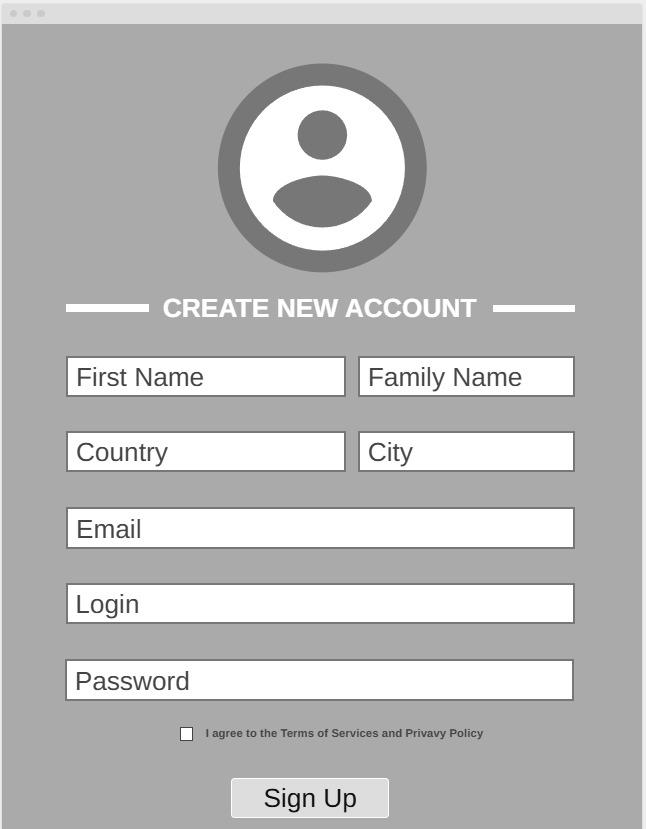 CREATE NEW ACCOUNT
First Name
Family Name
Country
City
Email
Login
Password
I agree to the Terms of Services and Privavy Policy
Sign Up